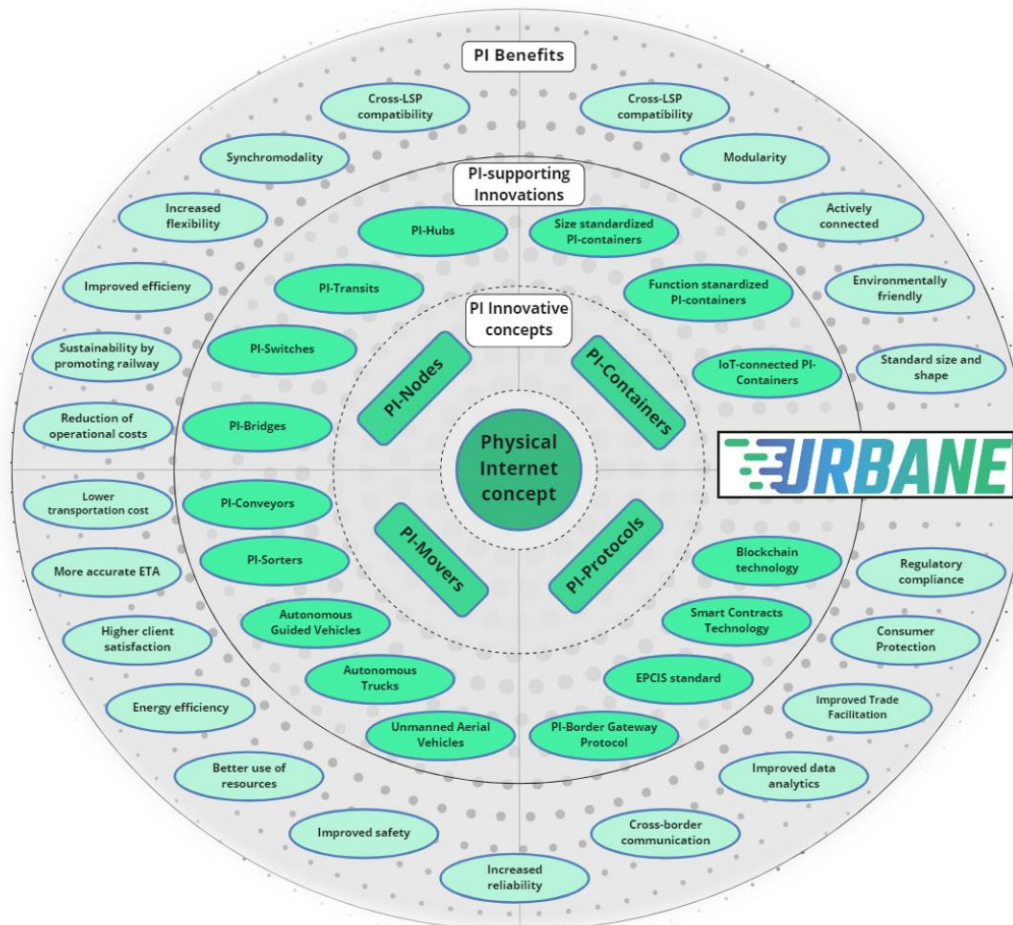 PI Benefits
Cross-LSP
compatibility
Cross-LSP
compatibility
Synchromodality
Modularity
PI-supporting
Innovations
Increased
flexibility
Actively
connected
PI-Hubs
Size standardized
PI-containers
Improved efficieny
PI-Transits
Function stanardized
PI-containers
Environmentally
friendly
PI Innovative
concepts
Sustainability by
promoting railway
PI-Switches
PI-Nodes
PI-Containers
IoT-connected PI-
Containers
Standard size and
shape
Reduction of
operational costs
PI-Bridges
Physical
Internet
concept
URBANE
Lower
transportation cost
PI-Conveyors
PI-Movers
PI-Protocols
More accurate ETA
PI-Sorters
Blockchain
technology
Regulatory
compliance
Higher client
satisfaction
Autonomous
Guided Vehicles
Smart Contracts
Technology
Consumer
Protection
Energy efficiency
Autonomous
Trucks
EPCIS standard
Improved Trade
Facilitation
Unmanned Aerial
Vehicles
PI-Border Gateway
Protocol
Better use of
resources
Improved data
analytics
Improved safety
Cross-border
communication
Increased
reliability